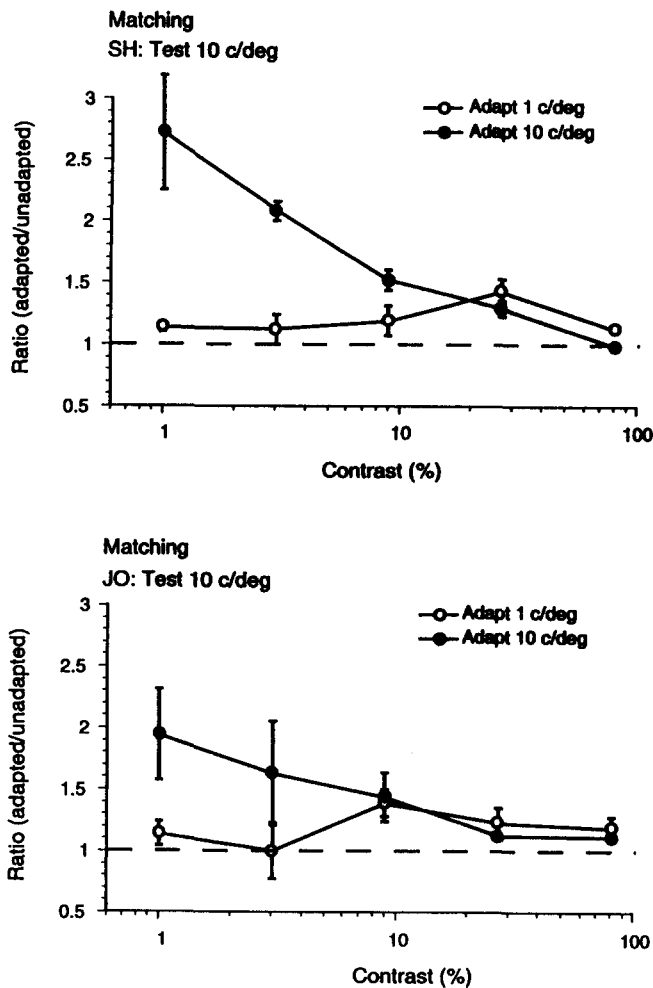 Matching
SH: Test 10 c/deg
3
2.5
2
1.5
1
0.5
Ratio (adapted/unadapted)
Adapt 1 c/deg
Adapt 10 c/deg
1
10
100
Contrast (%)
Matching
JO: Test 10 c/deg
3
2.5
2
1.5
1
0.5
Ratio (adapted/unadapted)
Adapt 1 c/deg
Adapt 10 c/deg
1
10
100
Contrast (%)